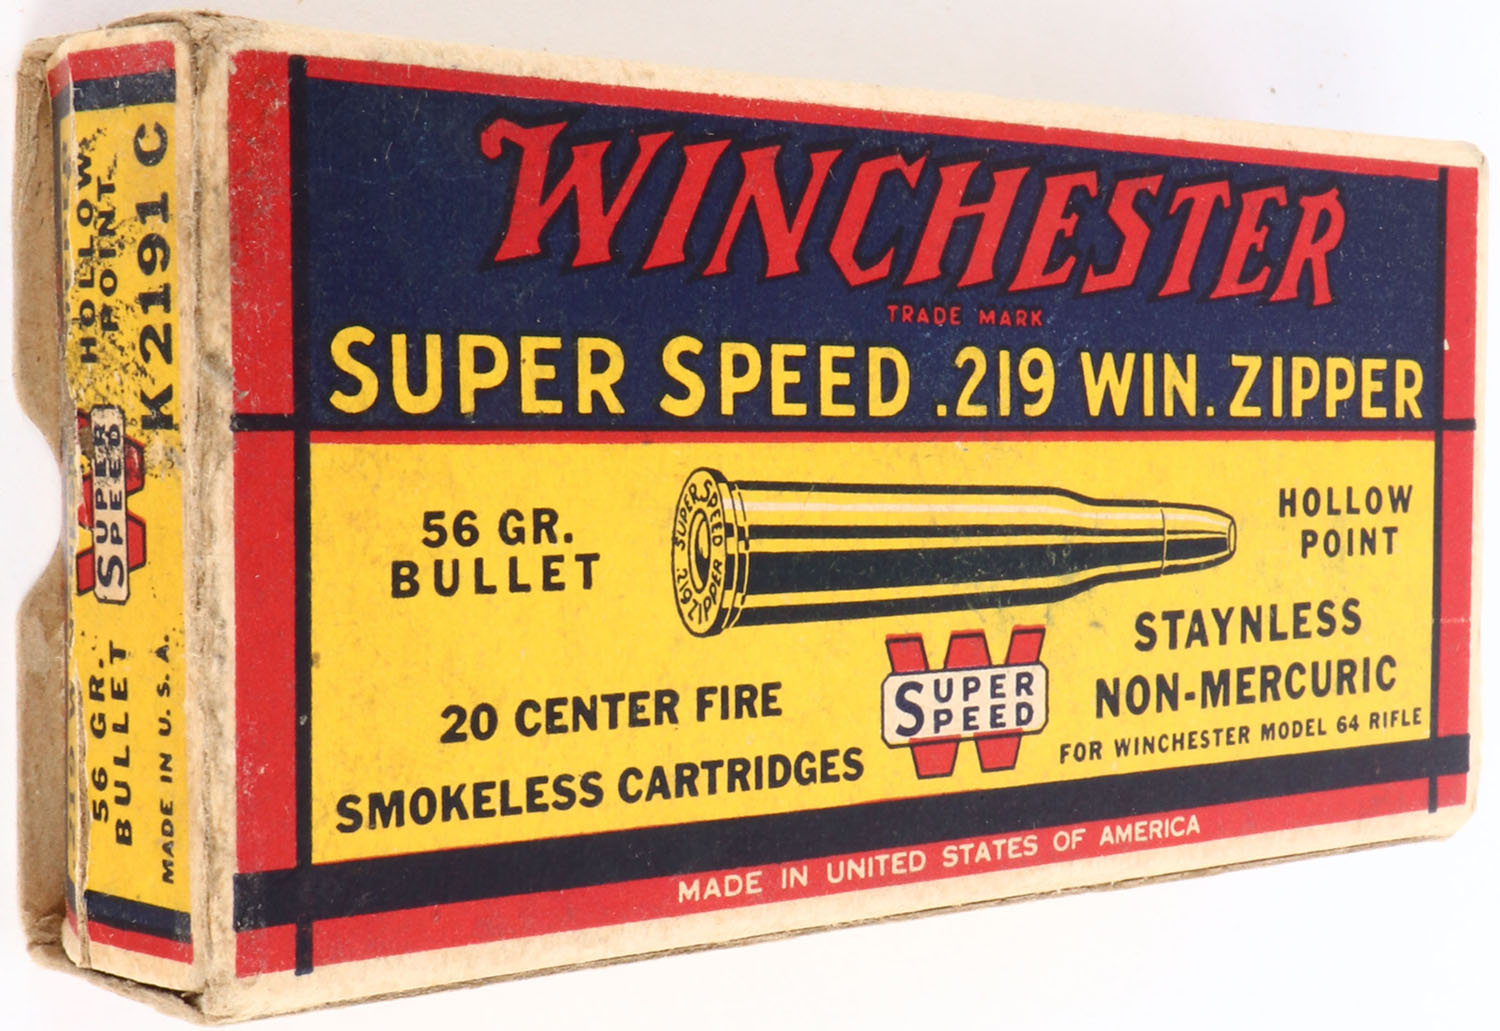 WINCHESTER
TRADE MARK
SUPER SPEED .219 WIN. ZIPPER
56 GR.
BULLET
SUPER SPEED
.219 ZIPPER
HOLLOW
POINT
STAYNLESS
NON-MERCURIC
FOR WINCHESTER MODEL 64 RIFLE
20 CENTER FIRE
SMOKELESS CARTRIDGES
W
SUPER
SPEED
MADE IN UNITED STATES OF AMERICA
HOLLOW
POINT
K2191C
W
SUPER
SPEED
56 GR.
BULLET
MADE IN U.S.A.